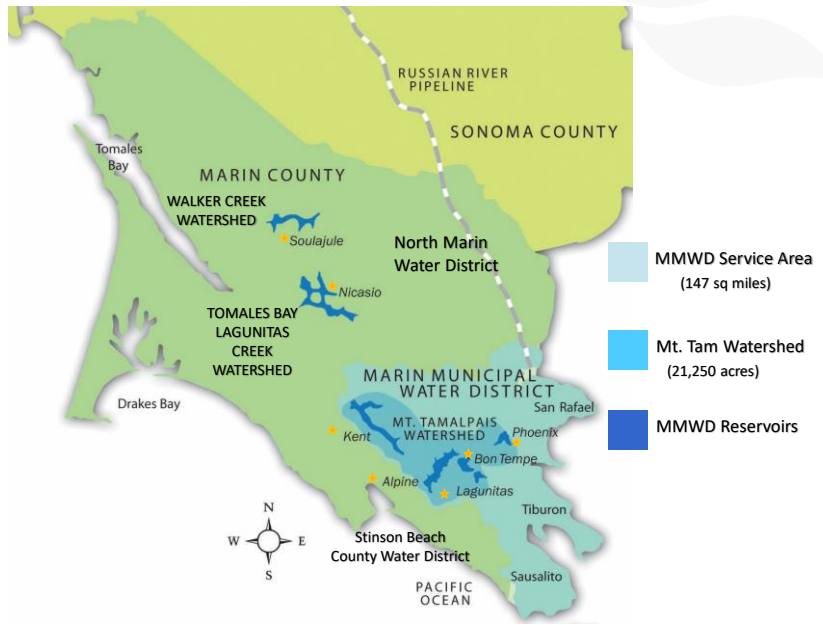 RUSSIAN RIVER
PIPELINE
SONOMA COUNTY
Tomales
Bay
MARIN COUNTY
WALKER CREEK
WATERSHED
Soulajule
North Marin
Water District
Nicasio
TOMALES BAY
LAGUNITAS
CREEK
WATERSHED
MARIN MUNICIPAL
WATER DISTRICT
Drakes Bay
San Rafael
MT. TAMALPAIS
WATERSHED
Phoenix
Kent
Bon Tempe
Alpine
Lagunitas
Tiburon
N
W
E
S
Stinson Beach
County Water District
Sausalito
PACIFIC
OCEAN
MMWD Service Area
(147 sq miles)
Mt. Tam Watershed
(21,250 acres)
MMWD Reservoirs